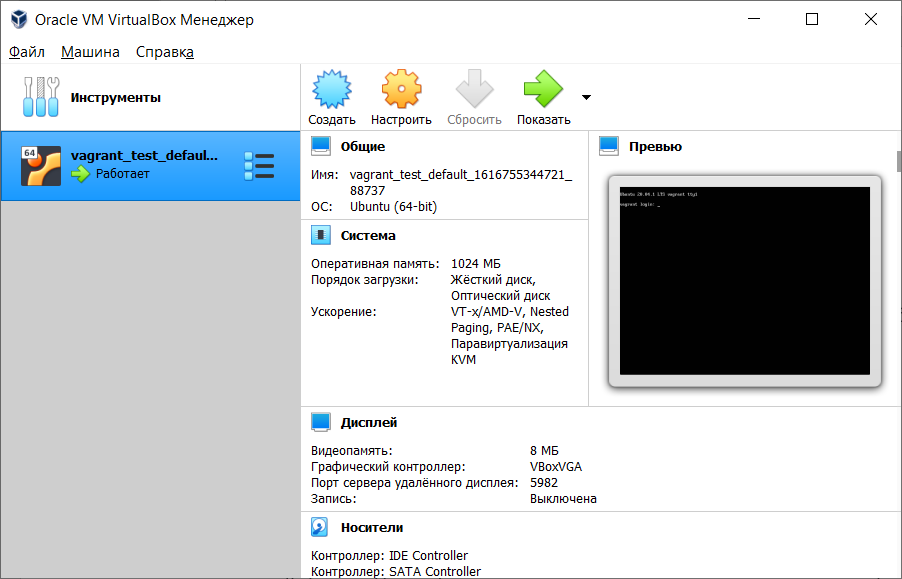 Oracle VM VirtualBox Менеджер
Файл Машина Справка
Инструменты
Создать Настроить Сбросить Показать
64
vagrant_test_defaul...
Работает
Общие
Имя: vagrant_test_default_1616755344721_
88737
ОС: Ubuntu (64-bit)
Превью
Ubuntu 20.04.1 LTS vagrant tty1
vagrant login: _
Система
Оперативная память: 1024 МБ
Порядок загрузки: Жёсткий диск,
Оптический диск
Ускорение: VT-x/AMD-V, Nested
Paging, PAE/NX,
Паравиртуализация
KVM
Дисплей
Видеопамять: 8 МБ
Графический контроллер: VBoxVGA
Порт сервера удалённого дисплея: 5982
Запись: Выключена
Носители
Контроллер: IDE Controller
Контроллер: SATA Controller